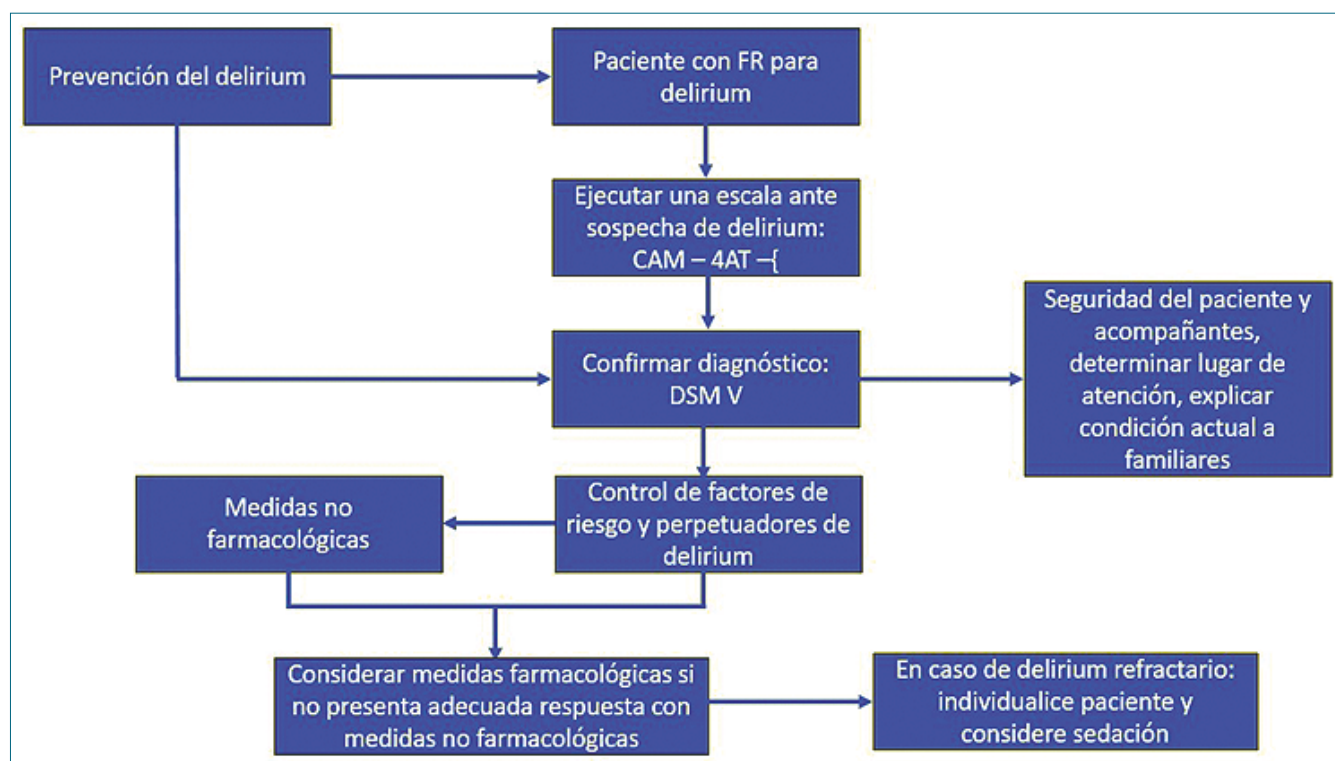 Prevención del delirium
Paciente con FR para
delirium
Ejecutar una escala ante
sospecha de delirium:
CAM – 4AT –{
Confirmar diagnóstico:
DSM V
Seguridad del paciente y
acompañantes,
determinar lugar de
atención, explicar
condición actual a
familiares
Medidas no
farmacológicas
Control de factores de
riesgo y perpetuadores de
delirium
Considerar medidas farmacológicas si
no presenta adecuada respuesta con
medidas no farmacológicas
En caso de delirium refractario:
individualice paciente y
considere sedación